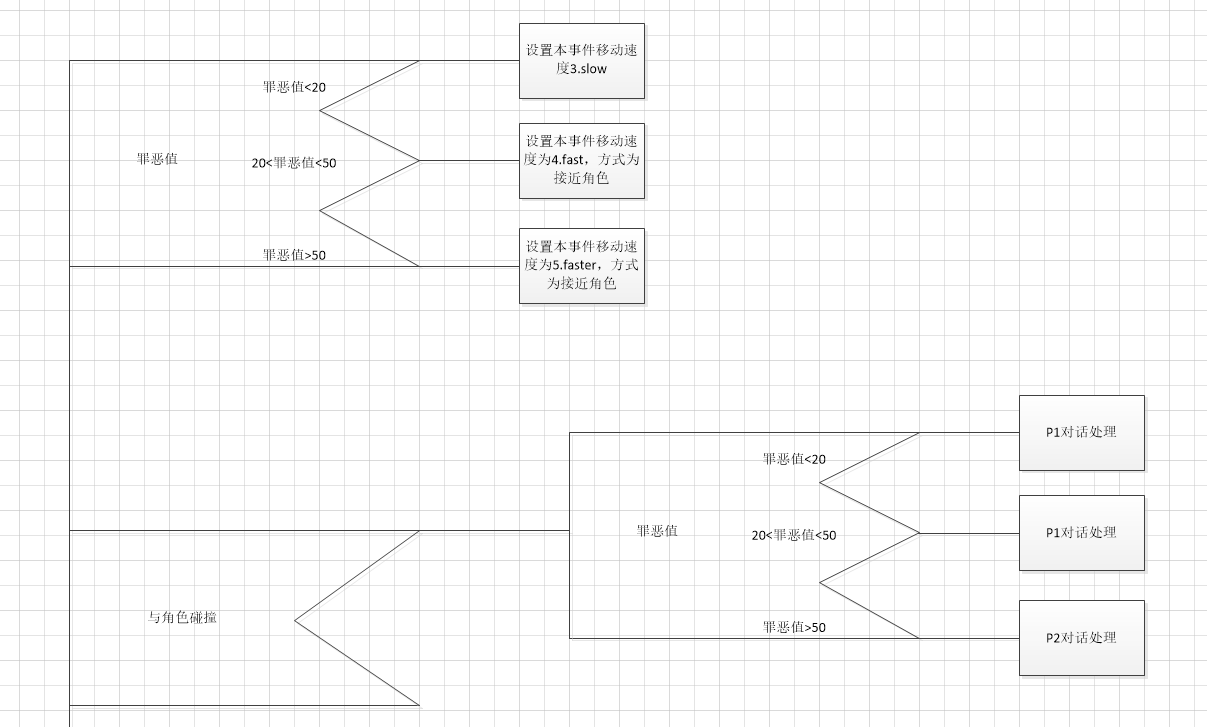 设置本事件移动速
度3.slow
罪恶值<20
设置本事件移动速
度为4.fast，方式为
接近角色
罪恶值
20<罪恶值<50
设置本事件移动速
度为5.faster，方式
为接近角色
罪恶值>50
P1对话处理
罪恶值<20
P1对话处理
罪恶值
20<罪恶值<50
与角色碰撞
罪恶值>50
P2对话处理